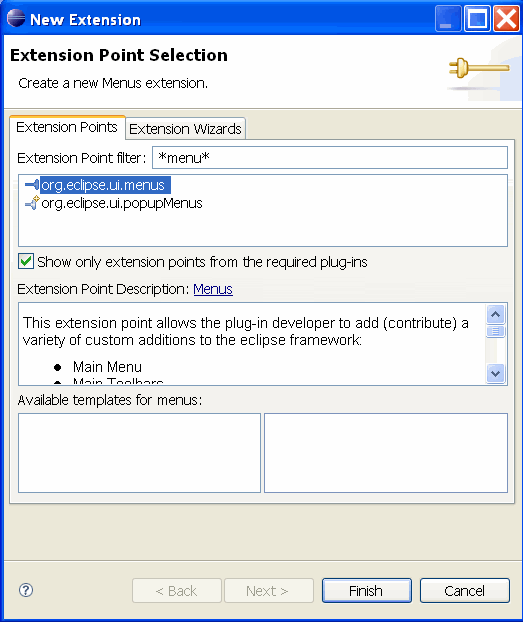 New Extension
Extension Point Selection
Create a new Menus extension.
Extension Points
Extension Wizards
Extension Point filter: *menu*
org.eclipse.ui.menus
org.eclipse.ui.popupMenus
Show only extension points from the required plug-ins
Extension Point Description: Menus
This extension point allows the plug-in developer to add (contribute) a
variety of custom additions to the eclipse framework:
● Main Menu
● Main Toolbars
Available templates for menus:
? < Back Next > Finish Cancel